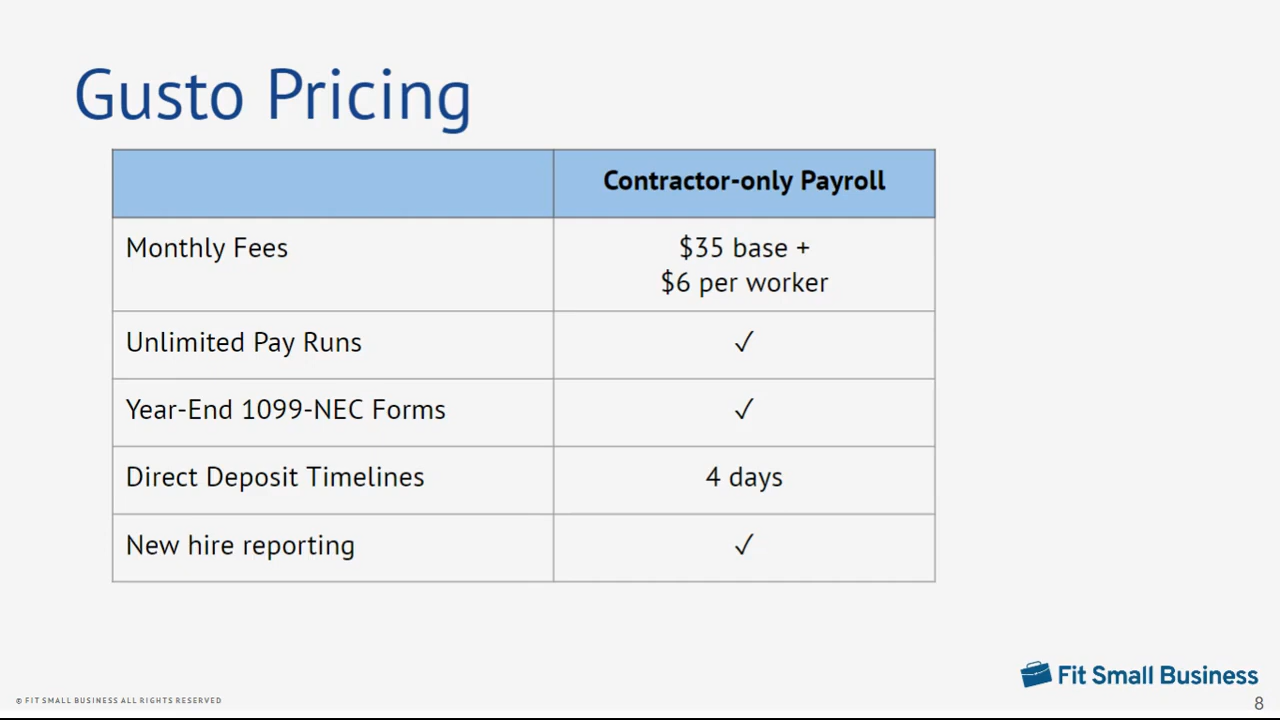 Gusto Pricing
Contractor-only Payroll
Monthly Fees
$35 base +
$6 per worker
Unlimited Pay Runs
✓
Year-End 1099-NEC Forms
✓
Direct Deposit Timelines
4 days
New hire reporting
✓
Fit Small Business
© FIT SMALL BUSINESS ALL RIGHTS RESERVED
8